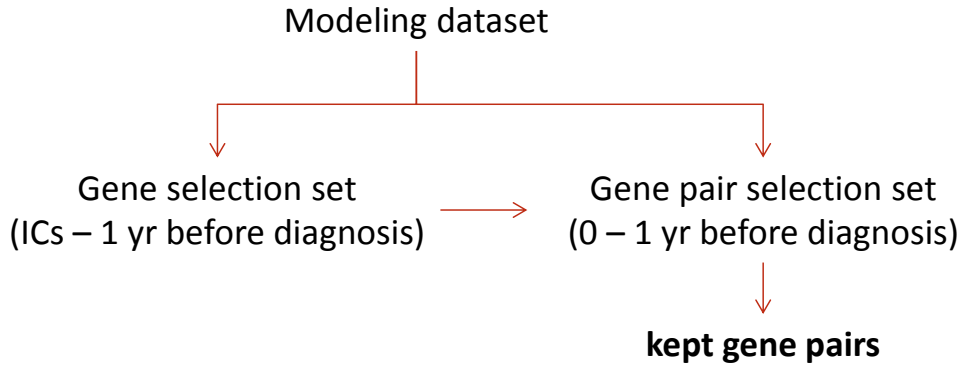 Modeling dataset
Gene selection set
(ICs – 1 yr before diagnosis)
Gene pair selection set
(0 – 1 yr before diagnosis)
kept gene pairs